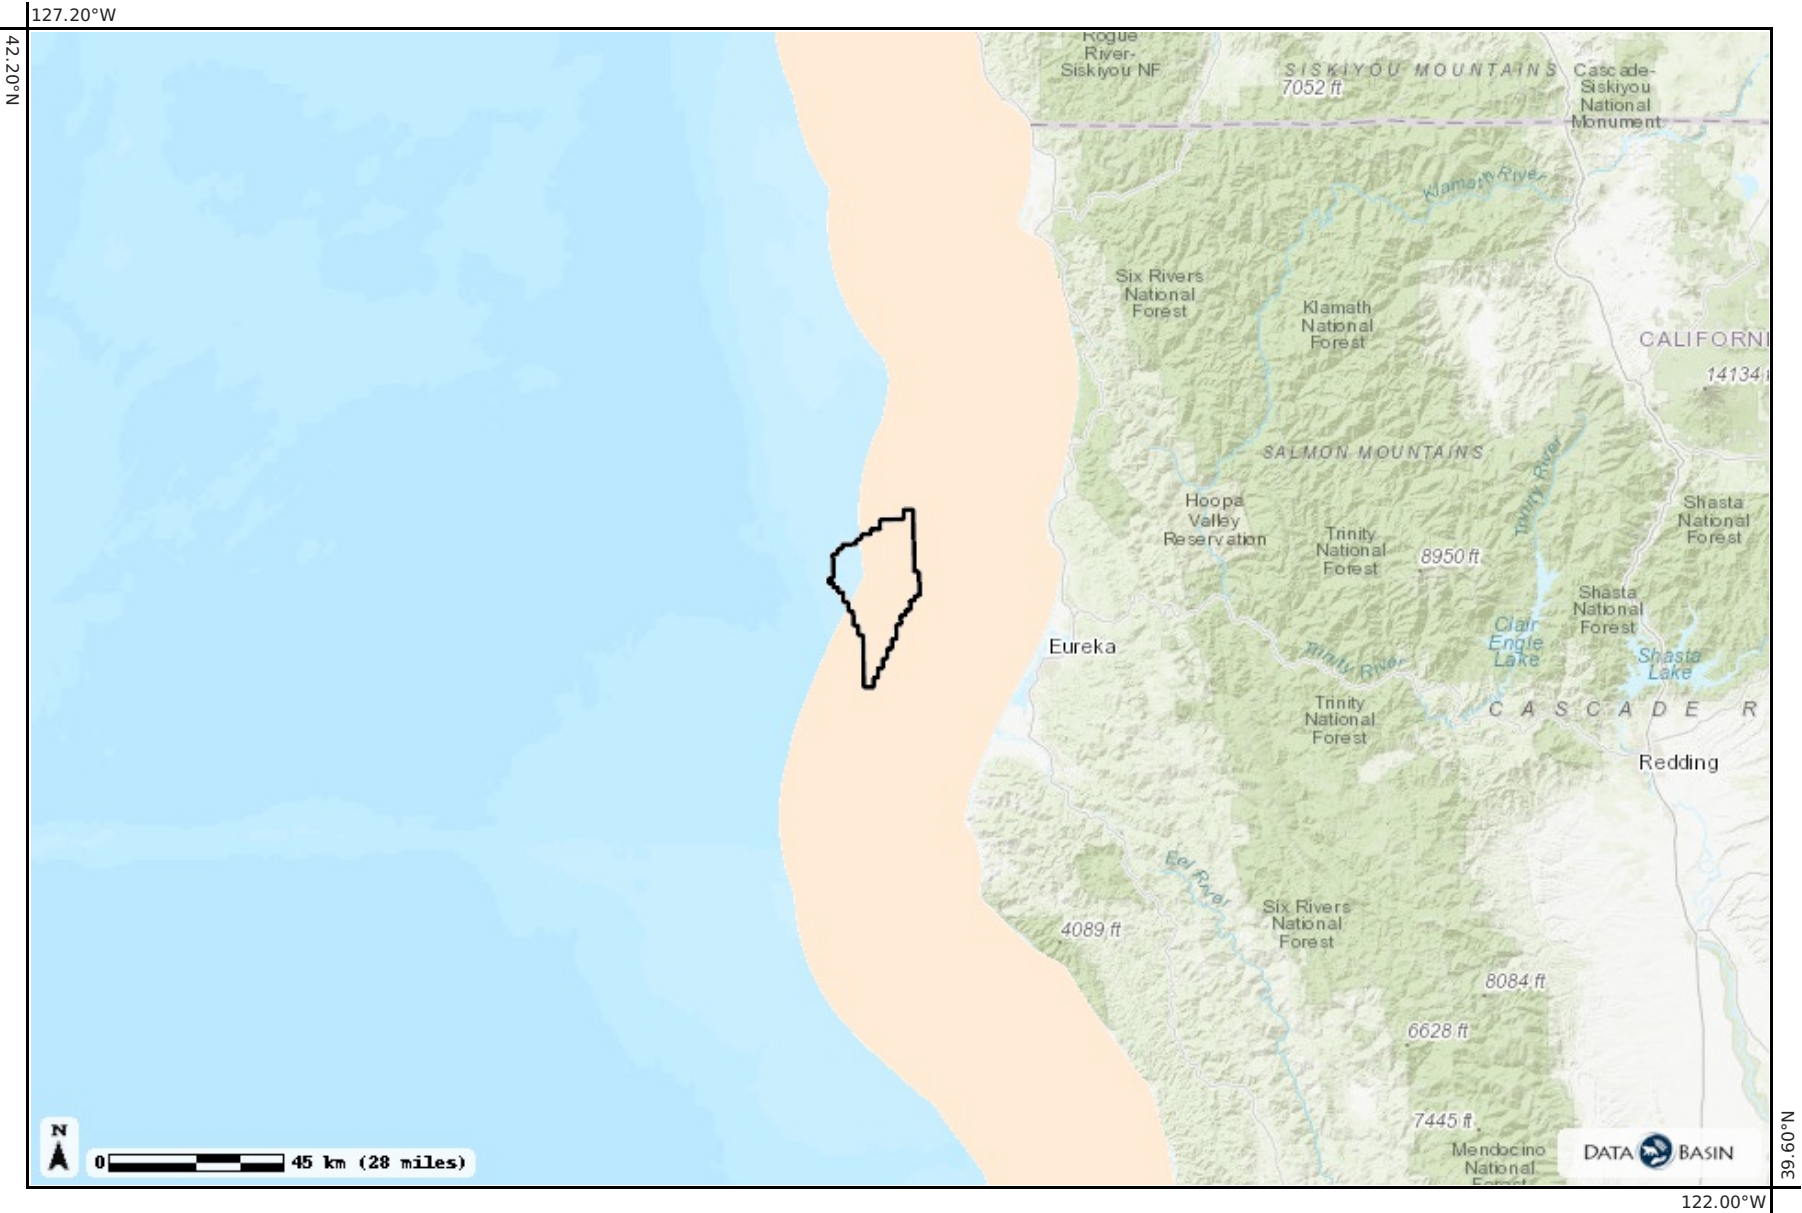 127.20°W
42.20°N
Rogue
River-
Siskiyou NF
SISKIYOU MOUNTAINS
7052 ft
Cascade-
Siskiyou
National
Monument
Klamath River
Six Rivers
National
Forest
Klamath
National
Forest
CALIFORNI
14134
SALMON MOUNTAINS
Trinity River
Hoopa
Valley
Reservation
Trinity
National
Forest
8950 ft
Shasta
National
Forest
Shasta
National
Forest
Clair
Engle
Lake
Eureka
Trinity River
Shasta
Lake
Trinity
National
Forest
CASCADE R
Redding
Eel River
4089 ft
Six Rivers
National
Forest
8084 ft
6628 ft
7445 ft
Mendocino
National
Forest
N
0 45 km (28 miles)
DATA BASIN
39.60°N
122.00°W